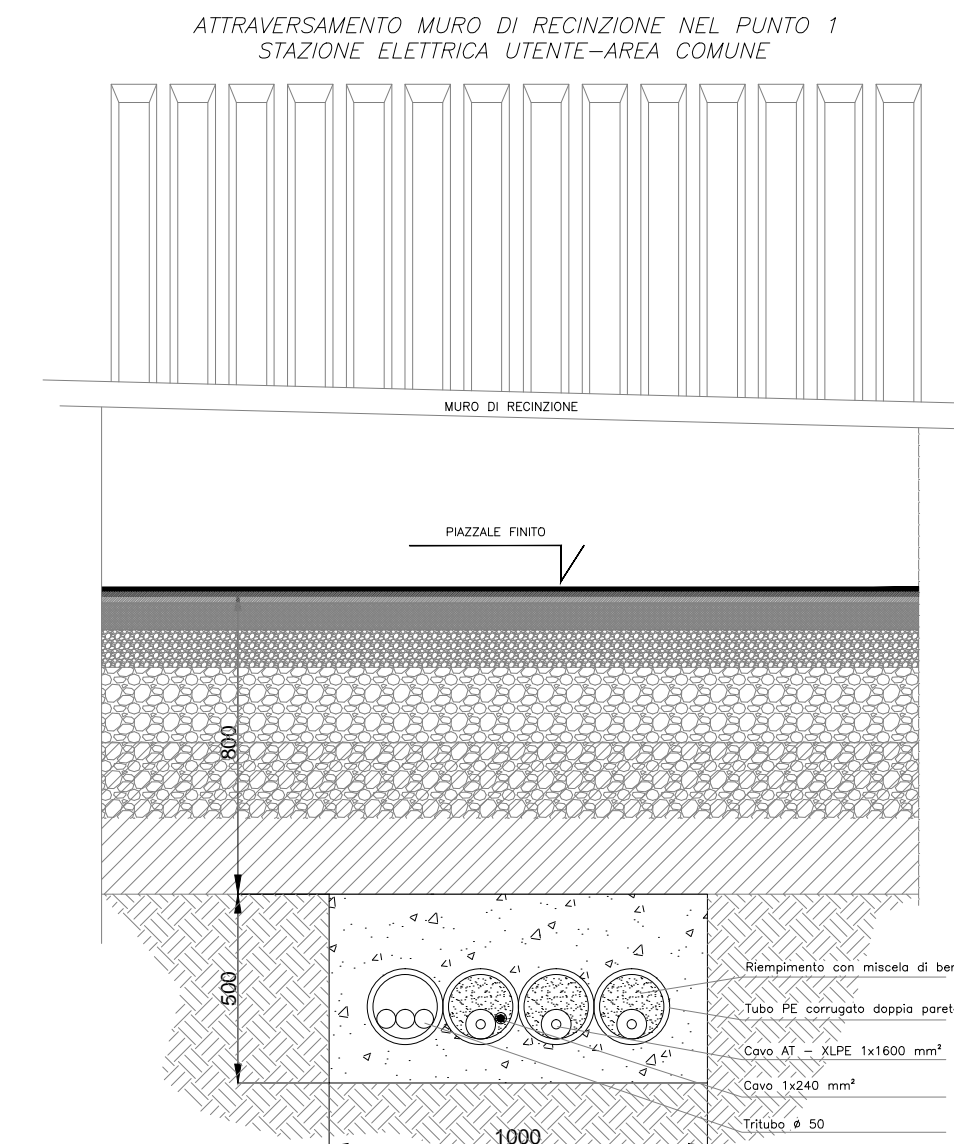 ATTRAVERSAMENTO MURO DI RECINZIONE NEL PUNTO 1
STAZIONE ELETTRICA UTENTE-AREA COMUNE
MURO DI RECINZIONE
PIAZZALE FINITO
800
500
Riempimento con miscela di
Tubo PE corrugato doppia
Cavo AT - XLPE 1x1600 mm²
Cavo 1x240 mm²
Tritubo ø 50
1000